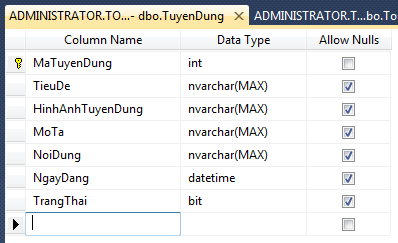 ADMINISTRATOR.TO...- dbo.TuyenDung
ADMINISTRATOR.T...bo.To
Column Name Data Type Allow Nulls
MaTuyenDung int
TieuDe nvarchar(MAX)
HinhAnhTuyenDung nvarchar(MAX)
MoTa nvarchar(MAX)
NoiDung nvarchar(MAX)
NgayDang datetime
TrangThai bit